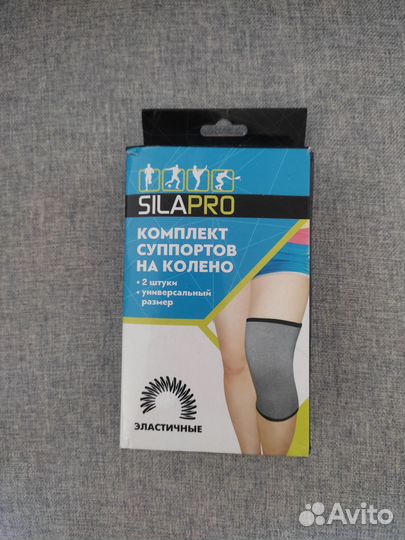 SILAPRO
КОМПЛЕКТ
СУППОРТОВ
НА КОЛЕНО
• 2 штуки
• универсальный
размер
ЭЛАСТИЧНЫЕ
Avito